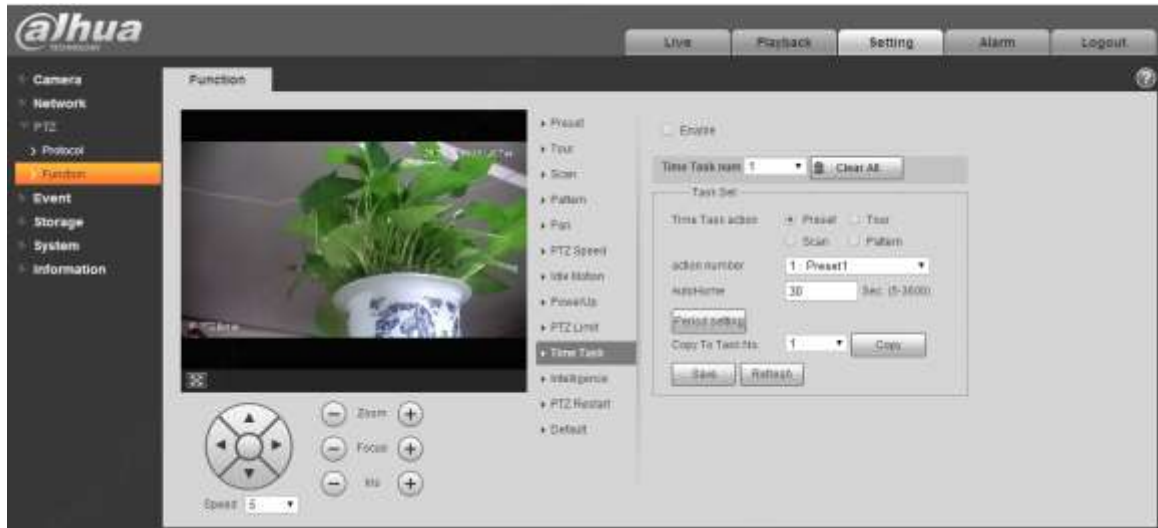 alhua
TECHNOLOGY
Live
Playback
Setting
Alarm
Logout
Camera
Network
PTZ
Protocol
Function
Event
Storage
System
Information
Function
Preset
Tour
Scan
Pattern
Pan
PTZ Speed
Idle Motion
PowerUp
PTZ Limit
Time Task
Intelligence
PTZ Restart
Default
Enable
Time Task num 1 Clear All
Task Set
Time Task action Preset Tour
Scan Pattern
action number 1 : Preset1
AutoHome 30 Sec. (5-3600)
Period setting
Copy To Task No. 1 Copy
Save Refresh
Zoom
Focus
Iris
Speed 5